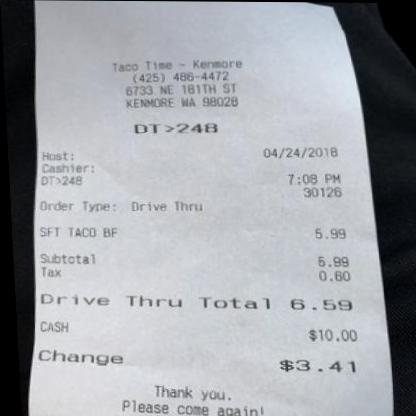 Taco Time - Kenmore
(425) 486-4472
6733 NE 181TH ST
KENMORE WA 98028
DT>248
Host: 04/24/2018
Cashier:
DT>248 7:08 PM
30126
Order Type: Drive Thru
SFT TACO BF 5.99
Subtotal 5.99
Tax 0.60
Drive Thru Total 6.59
CASH $10.00
Change $3.41
Thank you.
Please come again!